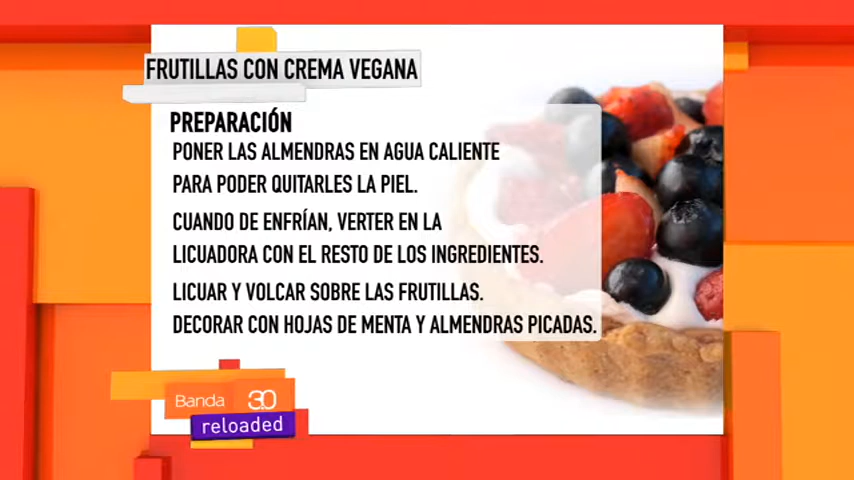 FRUTILLAS CON CREMA VEGANA
PREPARACIÓN
PONER LAS ALMENDRAS EN AGUA CALIENTE
PARA PODER QUITARLES LA PIEL.
CUANDO DE ENFRÍAN, VERTER EN LA
LICUADORA CON EL RESTO DE LOS INGREDIENTES.
LICUAR Y VOLCAR SOBRE LAS FRUTILLAS.
DECORAR CON HOJAS DE MENTA Y ALMENDRAS PICADAS.
Banda 3.0
reloaded